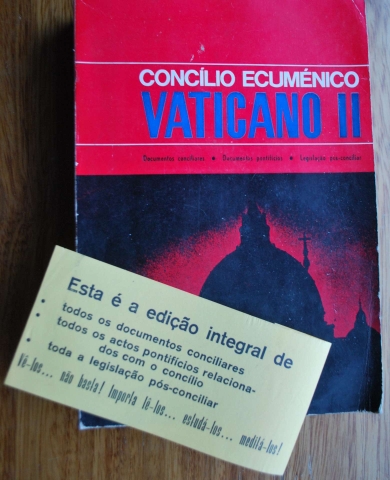 CONCÍLIO ECUMÉNICO
VATICANO II
Documentos conciliares • Documentos pontifícios • Legislação pós-conciliar
Esta é a edição integral de
• todos os documentos conciliares
• todos os actos pontifícios relaciona-
dos com o concílio
• toda a legislação pós-conciliar
Vê-los... não basta! Importa lê-los... estudá-los... meditá-los!